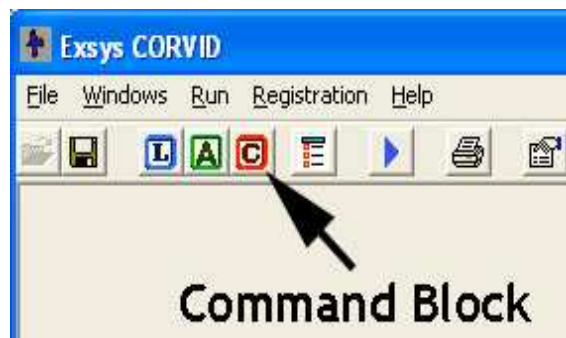 Exsys CORVID
File Windows Run Registration Help
L A C
Command Block